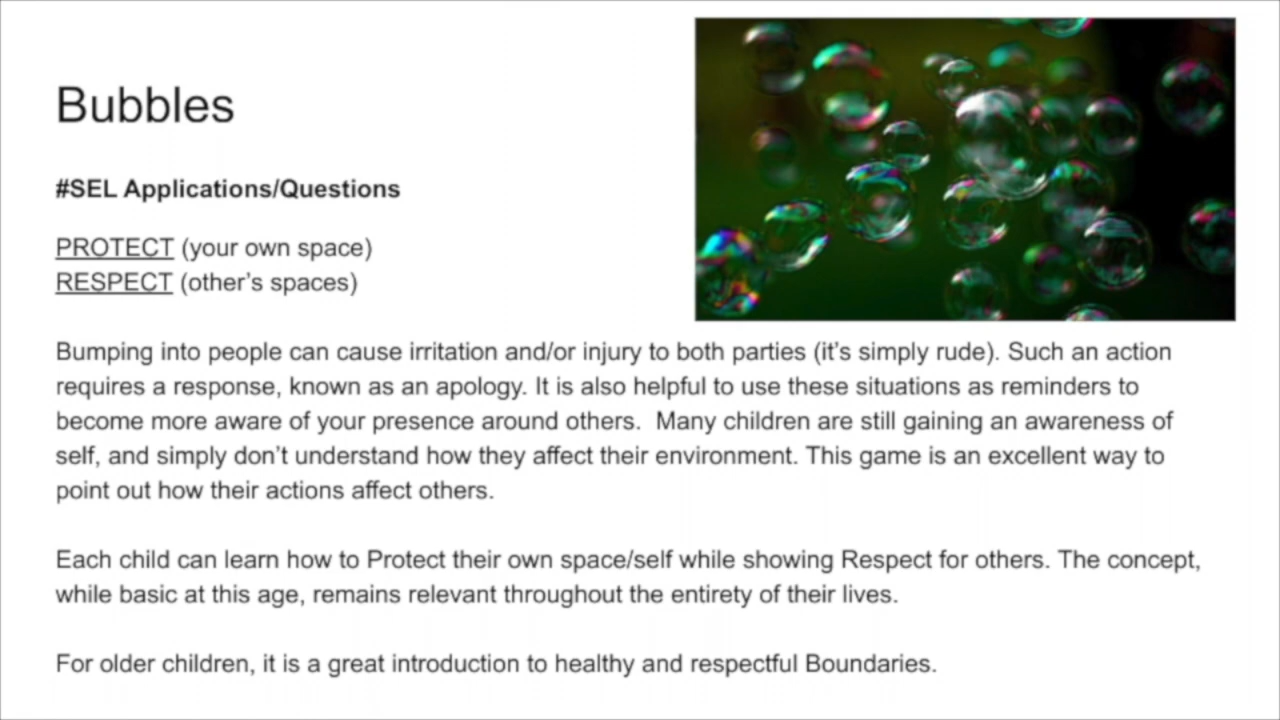 Bubbles
#SEL Applications/Questions
PROTECT (your own space)
RESPECT (other’s spaces)
Bumping into people can cause irritation and/or injury to both parties (it’s simply rude). Such an action
requires a response, known as an apology. It is also helpful to use these situations as reminders to
become more aware of your presence around others.  Many children are still gaining an awareness of
self, and simply don’t understand how they affect their environment. This game is an excellent way to
point out how their actions affect others.
Each child can learn how to Protect their own space/self while showing Respect for others. The concept,
while basic at this age, remains relevant throughout the entirety of their lives.
For older children, it is a great introduction to healthy and respectful Boundaries.